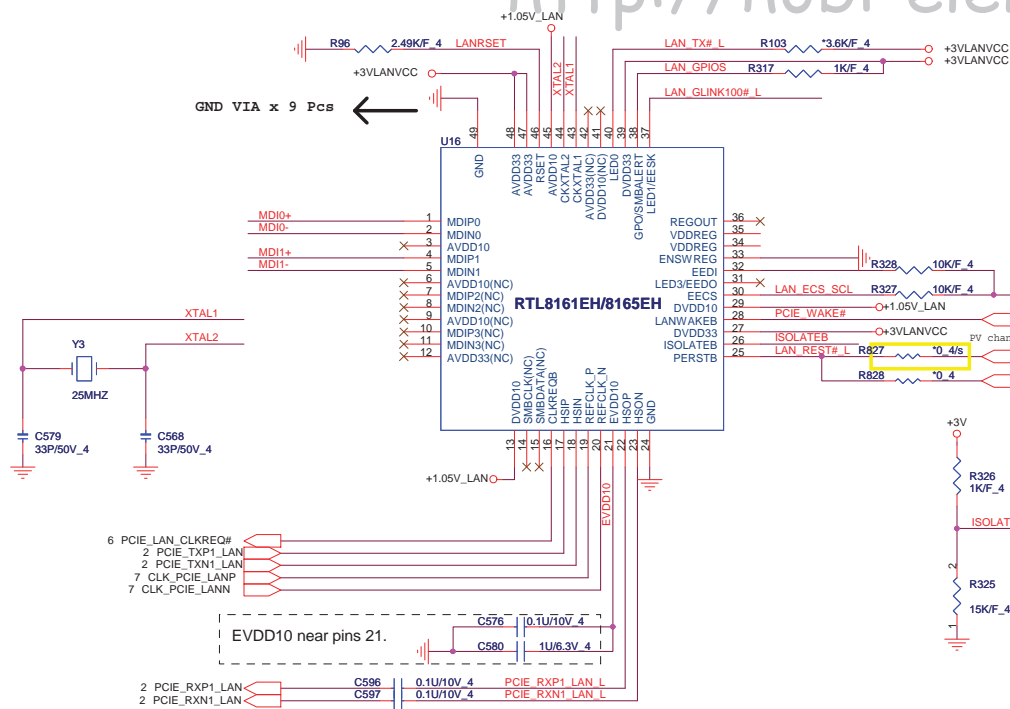 +1.05V_LAN
R96 2.49K/F_4 LANRSET
LAN_TX#_L R103 *3.6K/F_4 +3VLANVCC
+3VLANVCC
+3VLANVCC
LAN_GPIOS R317 1K/F_4
XTAL2
XTAL1
LAN_GLINK100#_L
GND VIA x 9 Pcs
49 48 47 46 45 44 43 42 41 40 39 38 37
U16
GND
AVDD33
AVDD33
RSET
AVDD10
CKXTAL2
CKXTAL1
AVDD33(NC)
DVDD10(NC)
LED0
DVDD33
GPO/SMBALERT
LED1/EESK
MDI0+ 1 MDIP0
MDI0- 2 MDIN0
3 AVDD10
MDI1+ 4 MDIP1
MDI1- 5 MDIN1
6 AVDD10(NC)
7 MDIP2(NC)
8 MDIN2(NC)
9 AVDD10(NC)
10 MDIP3(NC)
11 MDIN3(NC)
12 AVDD33(NC)
RTL8161EH/8165EH
REGOUT 36
VDDREG 35
VDDREG 34
ENSWREG 33
EEDI 32 R328 10K/F_4
LED3/EEDO 31
EECS 30 LAN_ECS_SCL R327 10K/F_4
DVDD10 29 +1.05V_LAN
LANWAKEB 28 PCIE_WAKE#
DVDD33 27 +3VLANVCC
ISOLATEB 26 ISOLATEB PV chan
PERSTB 25 LAN_REST#_L R827 *0_4/s
R828 *0_4
DVDD10
SMBCLK(NC)
SMBDATA(NC)
CLKREQB
HSIP
HSIN
REFCLK_P
REFCLK_N
EVDD10
HSOP
HSON
GND
13 14 15 16 17 18 19 20 21 22 23 24
XTAL1
XTAL2
Y3
25MHZ
C579
33P/50V_4
C568
33P/50V_4
+1.05V_LAN
EVDD10
+3V
R326
1K/F_4
ISOLAT
2
R325
15K/F_4
1
6 PCIE_LAN_CLKREQ#
2 PCIE_TXP1_LAN
2 PCIE_TXN1_LAN
7 CLK_PCIE_LANP
7 CLK_PCIE_LANN
EVDD10 near pins 21.
C576 0.1U/10V_4
C580 1U/6.3V_4
2 PCIE_RXP1_LAN C596 0.1U/10V_4 PCIE_RXP1_LAN_L
2 PCIE_RXN1_LAN C597 0.1U/10V_4 PCIE_RXN1_LAN_L